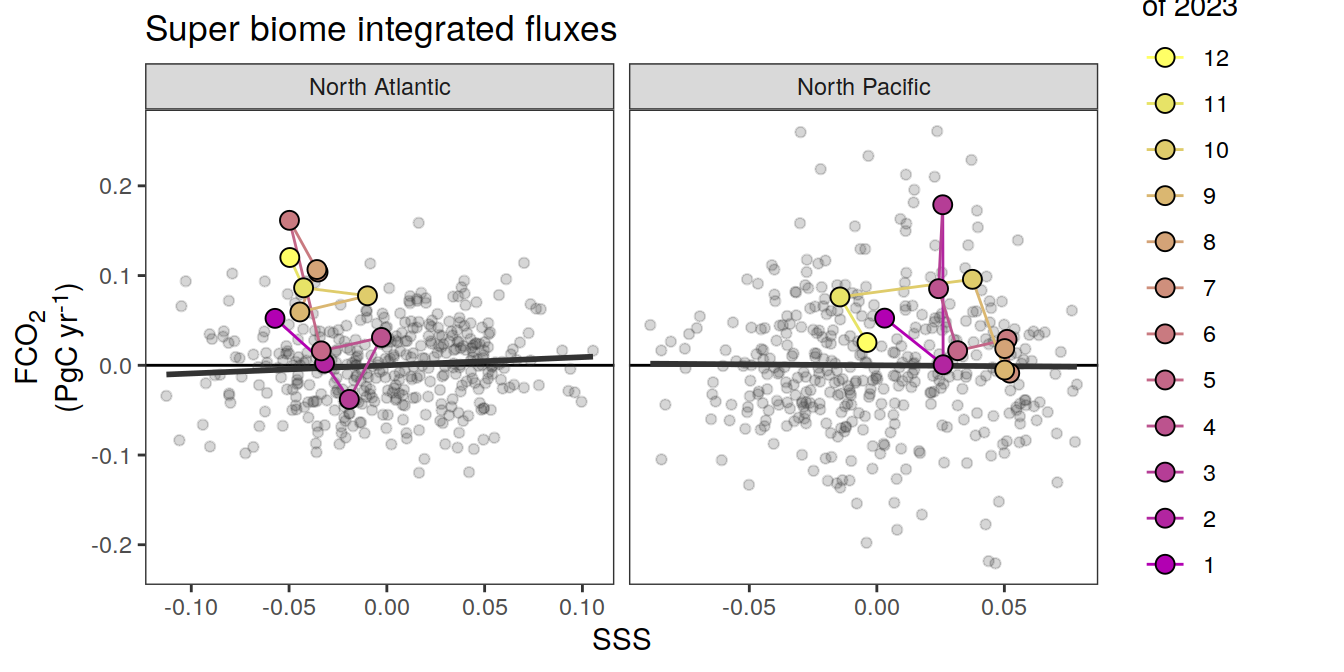 Super biome integrated fluxes
of 2023
North Atlantic
North Pacific
12
11
10
9
8
7
6
5
4
3
2
1
FCO₂
(PgC yr⁻¹)
0.2
0.1
0.0
-0.1
-0.2
-0.10 -0.05 0.00 0.05 0.10
-0.05 0.00 0.05
SSS